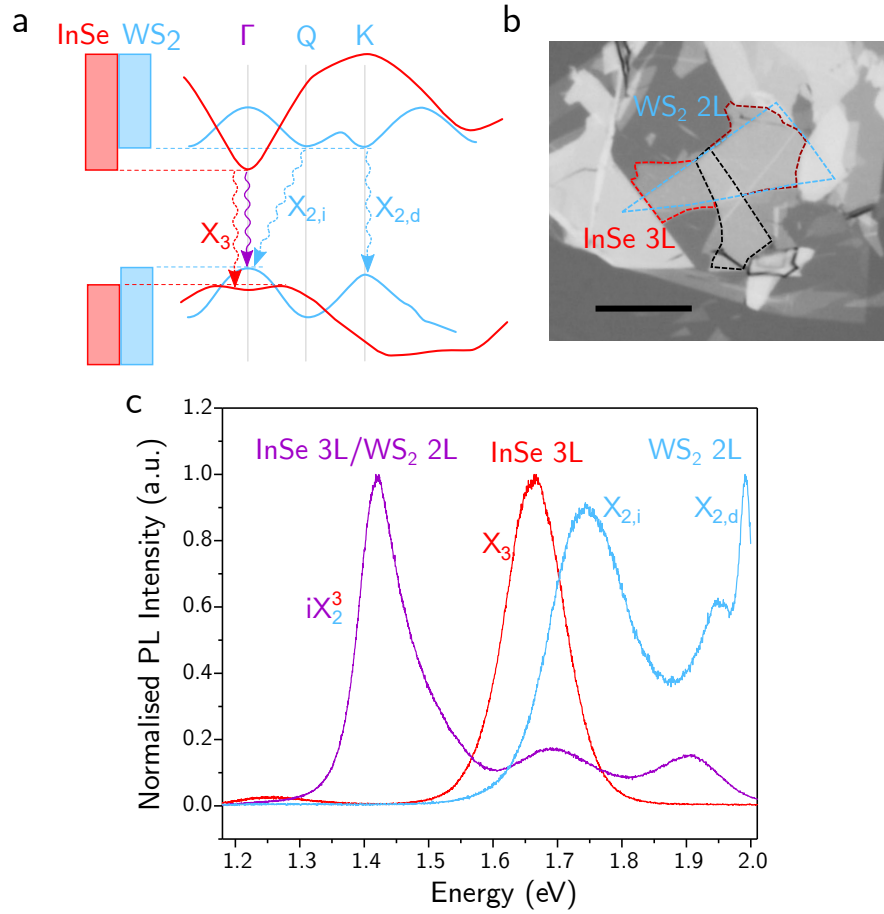 a
InSe WS₂ Γ Q K
X₃ X₂,ᵢ X₂,d
b
WS₂ 2L
InSe 3L
c
1.2
1.0
0.8
0.6
0.4
0.2
0.0
Normalised PL Intensity (a.u.)
InSe 3L/WS₂ 2L InSe 3L WS₂ 2L
X₃ X₂,ᵢ X₂,d
iX₂³
1.2 1.3 1.4 1.5 1.6 1.7 1.8 1.9 2.0
Energy (eV)